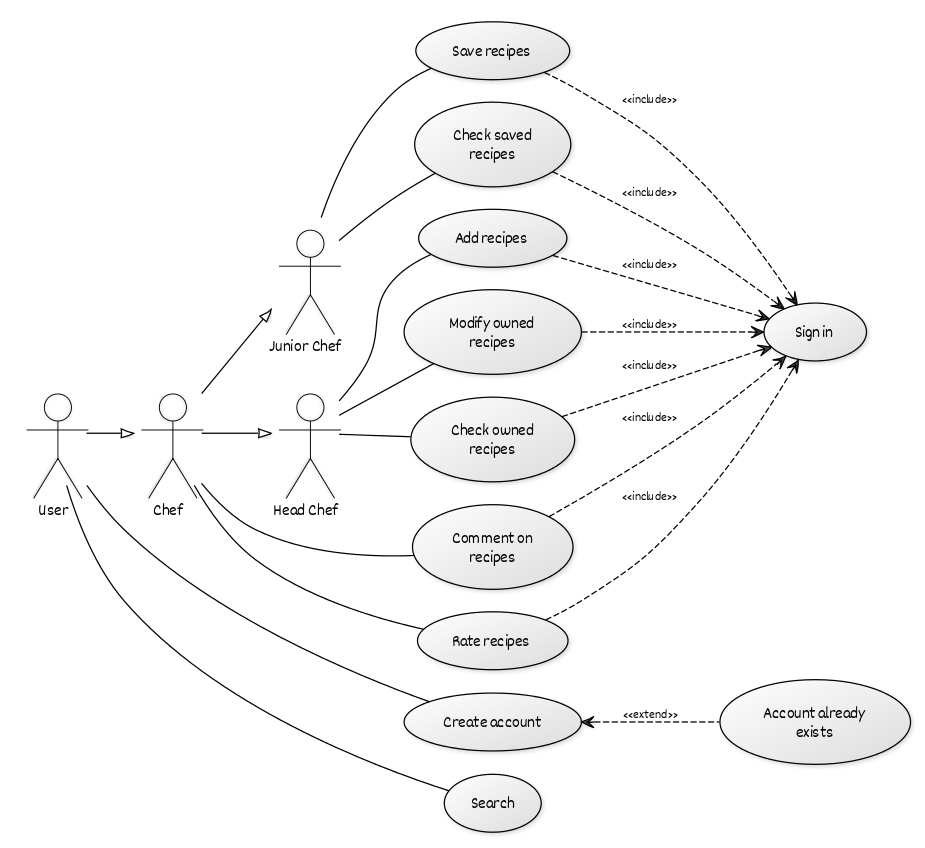 Save recipes
<<include>>
Check saved
recipes
<<include>>
Add recipes
<<include>>
Junior Chef
Modify owned
recipes
<<include>>
Sign in
<<include>>
Check owned
recipes
<<include>>
User
Chef
Head Chef
<<include>>
Comment on
recipes
Rate recipes
Create account
<<extend>>
Account already
exists
Search